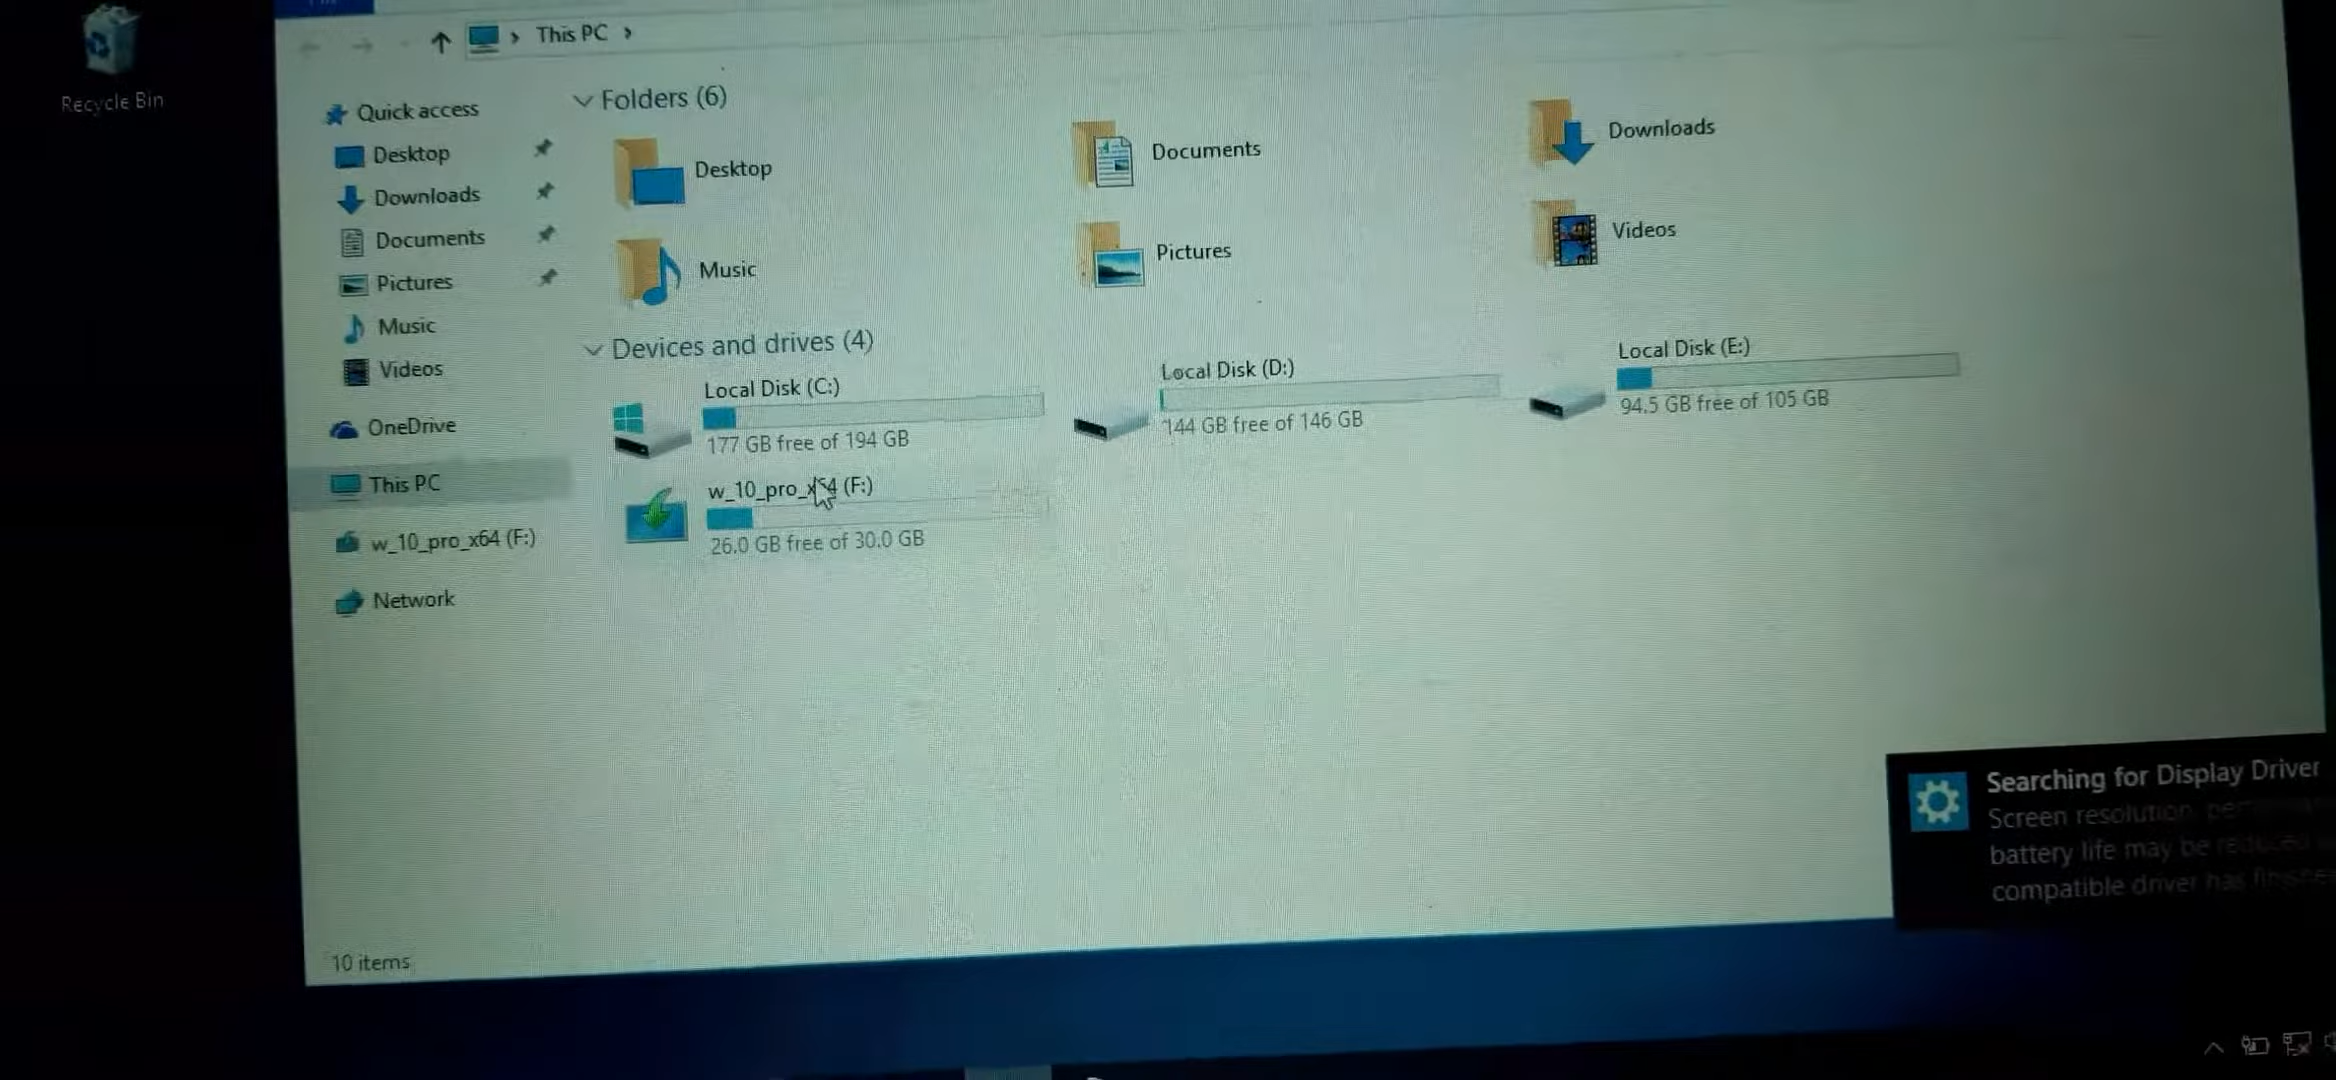 Recycle Bin
This PC
Quick access
Desktop
Downloads
Documents
Pictures
Music
Videos
OneDrive
This PC
w_10_pro_x64 (F:)
Network
Folders (6)
Desktop
Documents
Downloads
Music
Pictures
Videos
Devices and drives (4)
Local Disk (C:)
177 GB free of 194 GB
Local Disk (D:)
144 GB free of 146 GB
Local Disk (E:)
94.5 GB free of 105 GB
w_10_pro_x64 (F:)
26.0 GB free of 30.0 GB
10 items
Searching for Display Driver
Screen resolution,
battery life may be reduced
compatible driver has